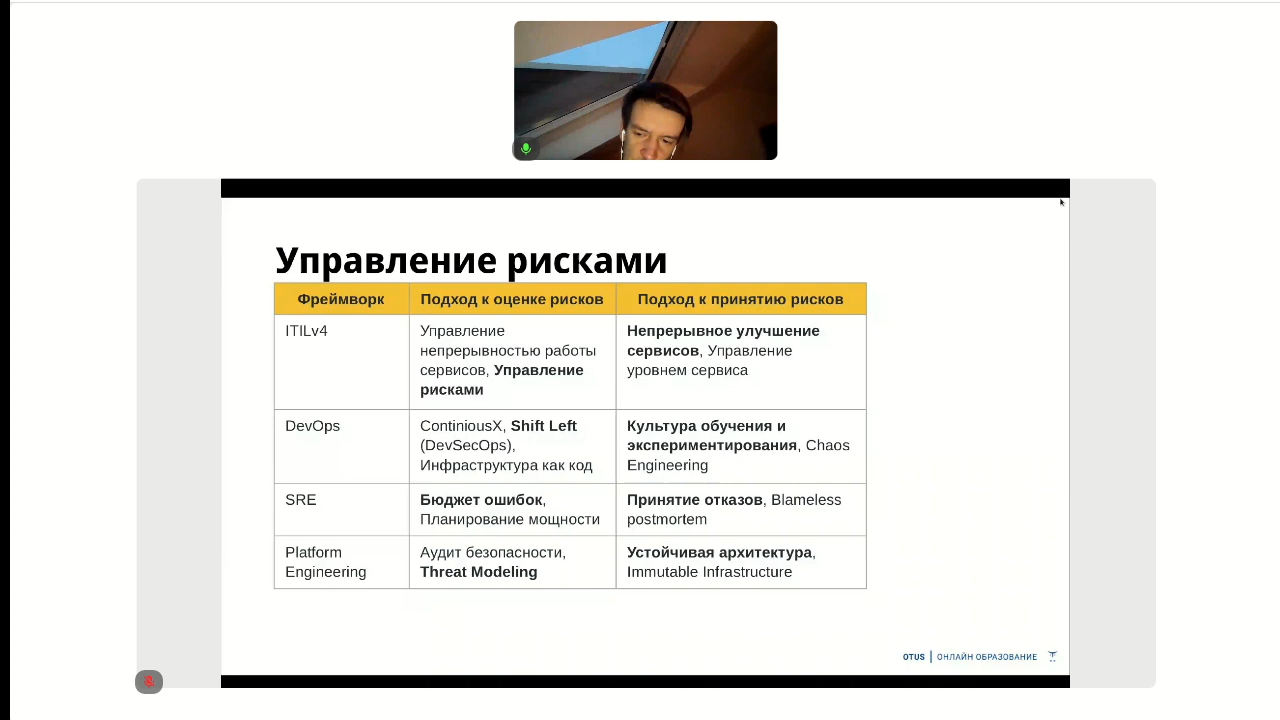 Управление рисками
Фреймворк
Подход к оценке рисков
Подход к принятию рисков
ITILv4
Управление
непрерывностью работы
сервисов, Управление
рисками
Непрерывное улучшение
сервисов, Управление
уровнем сервиса
DevOps
ContiniousX, Shift Left
(DevSecOps),
Инфраструктура как код
Культура обучения и
экспериментирования, Chaos
Engineering
SRE
Бюджет ошибок,
Планирование мощности
Принятие отказов, Blameless
postmortem
Platform
Engineering
Аудит безопасности,
Threat Modeling
Устойчивая архитектура,
Immutable Infrastructure
OTUS | ОНЛАЙН ОБРАЗОВАНИЕ